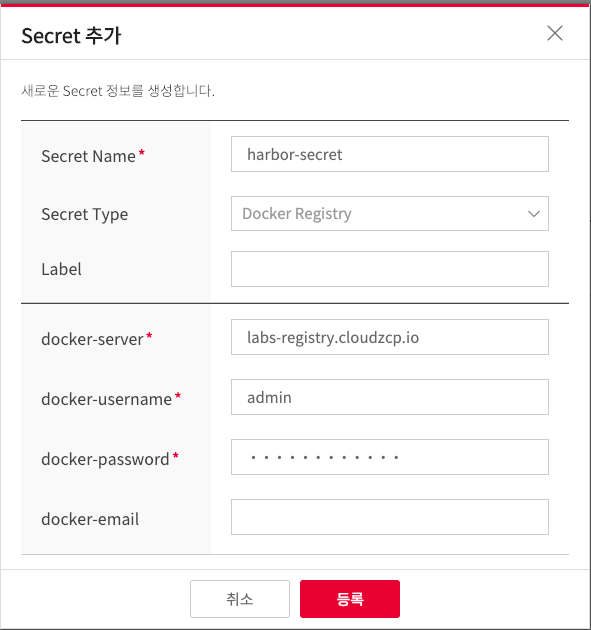 Secret 추가
새로운 Secret 정보를 생성합니다.
Secret Name* harbor-secret
Secret Type Docker Registry
Label
docker-server* labs-registry.cloudzcp.io
docker-username* admin
docker-password* ············
docker-email
취소 등록